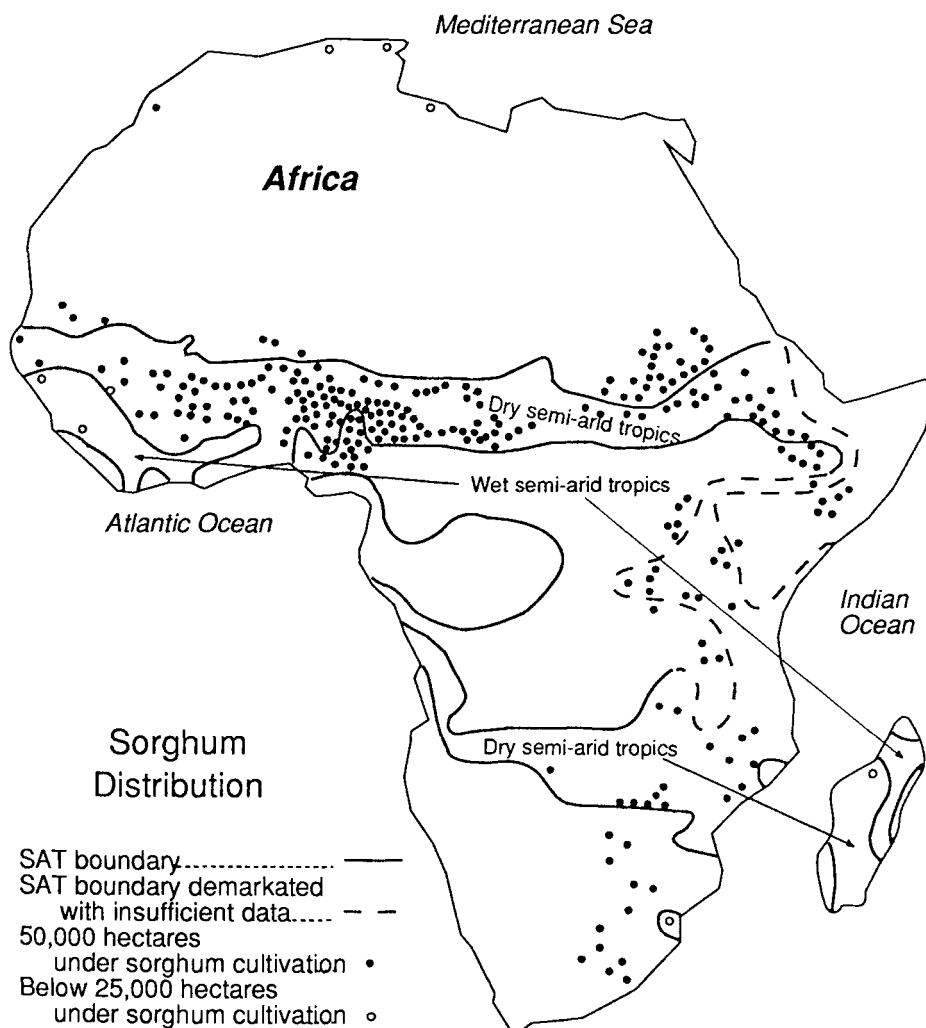 Mediterranean Sea
Africa
Dry semi-arid tropics
Wet semi-arid tropics
Atlantic Ocean
Indian
Ocean
Dry semi-arid tropics
Sorghum
Distribution
SAT boundary
SAT boundary demarkated
with insufficient data
50,000 hectares
under sorghum cultivation
Below 25,000 hectares
under sorghum cultivation